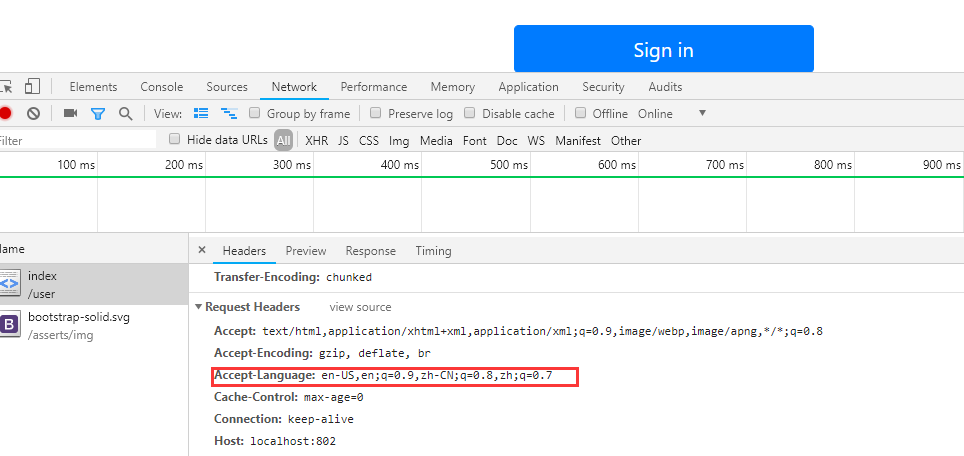 Sign in
Elements Console Sources Network Performance Memory Application Security Audits
View: Group by frame Preserve log Disable cache Offline Online
Filter Hide data URLs All XHR JS CSS Img Media Font Doc WS Manifest Other
100 ms 200 ms 300 ms 400 ms 500 ms 600 ms 700 ms 800 ms 900 ms
Name
× Headers Preview Response Timing
index
/user
bootstrap-solid.svg
/asserts/img
Transfer-Encoding: chunked
Request Headers view source
Accept: text/html,application/xhtml+xml,application/xml;q=0.9,image/webp,image/apng,*/*;q=0.8
Accept-Encoding: gzip, deflate, br
Accept-Language: en-US,en;q=0.9,zh-CN;q=0.8,zh;q=0.7
Cache-Control: max-age=0
Connection: keep-alive
Host: localhost:802